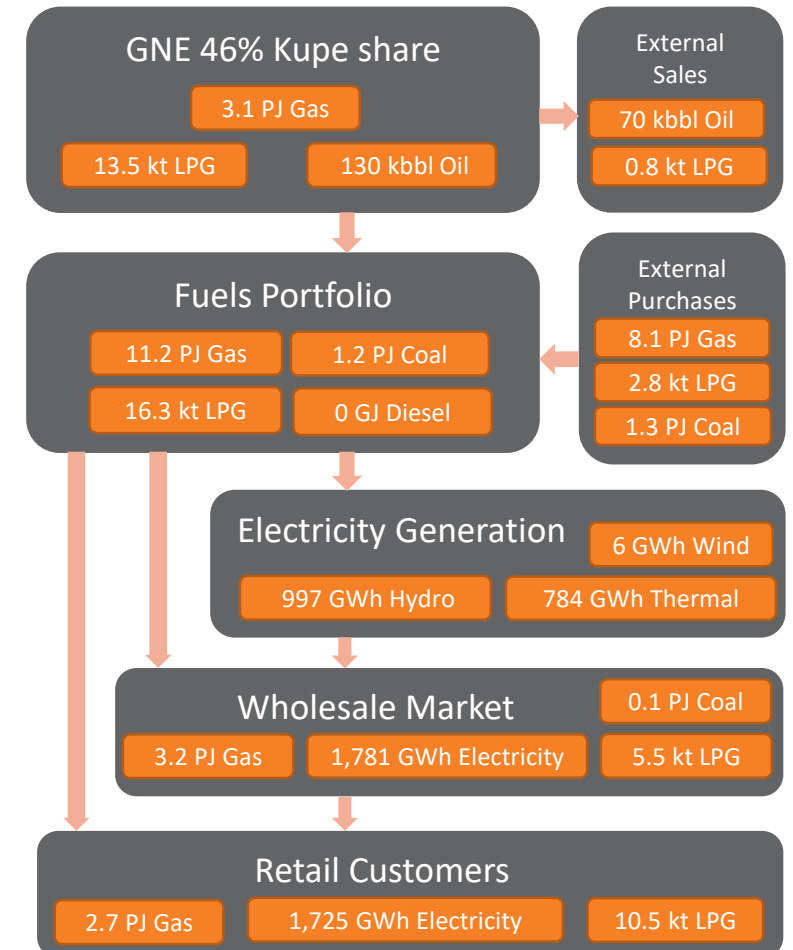 GNE 46% Kupe share
3.1 PJ Gas
13.5 kt LPG
130 kbbl Oil
External
Sales
70 kbbl Oil
0.8 kt LPG
Fuels Portfolio
11.2 PJ Gas
1.2 PJ Coal
16.3 kt LPG
0 GJ Diesel
External
Purchases
8.1 PJ Gas
2.8 kt LPG
1.3 PJ Coal
Electricity Generation
6 GWh Wind
997 GWh Hydro
784 GWh Thermal
Wholesale Market
0.1 PJ Coal
3.2 PJ Gas
1,781 GWh Electricity
5.5 kt LPG
Retail Customers
2.7 PJ Gas
1,725 GWh Electricity
10.5 kt LPG